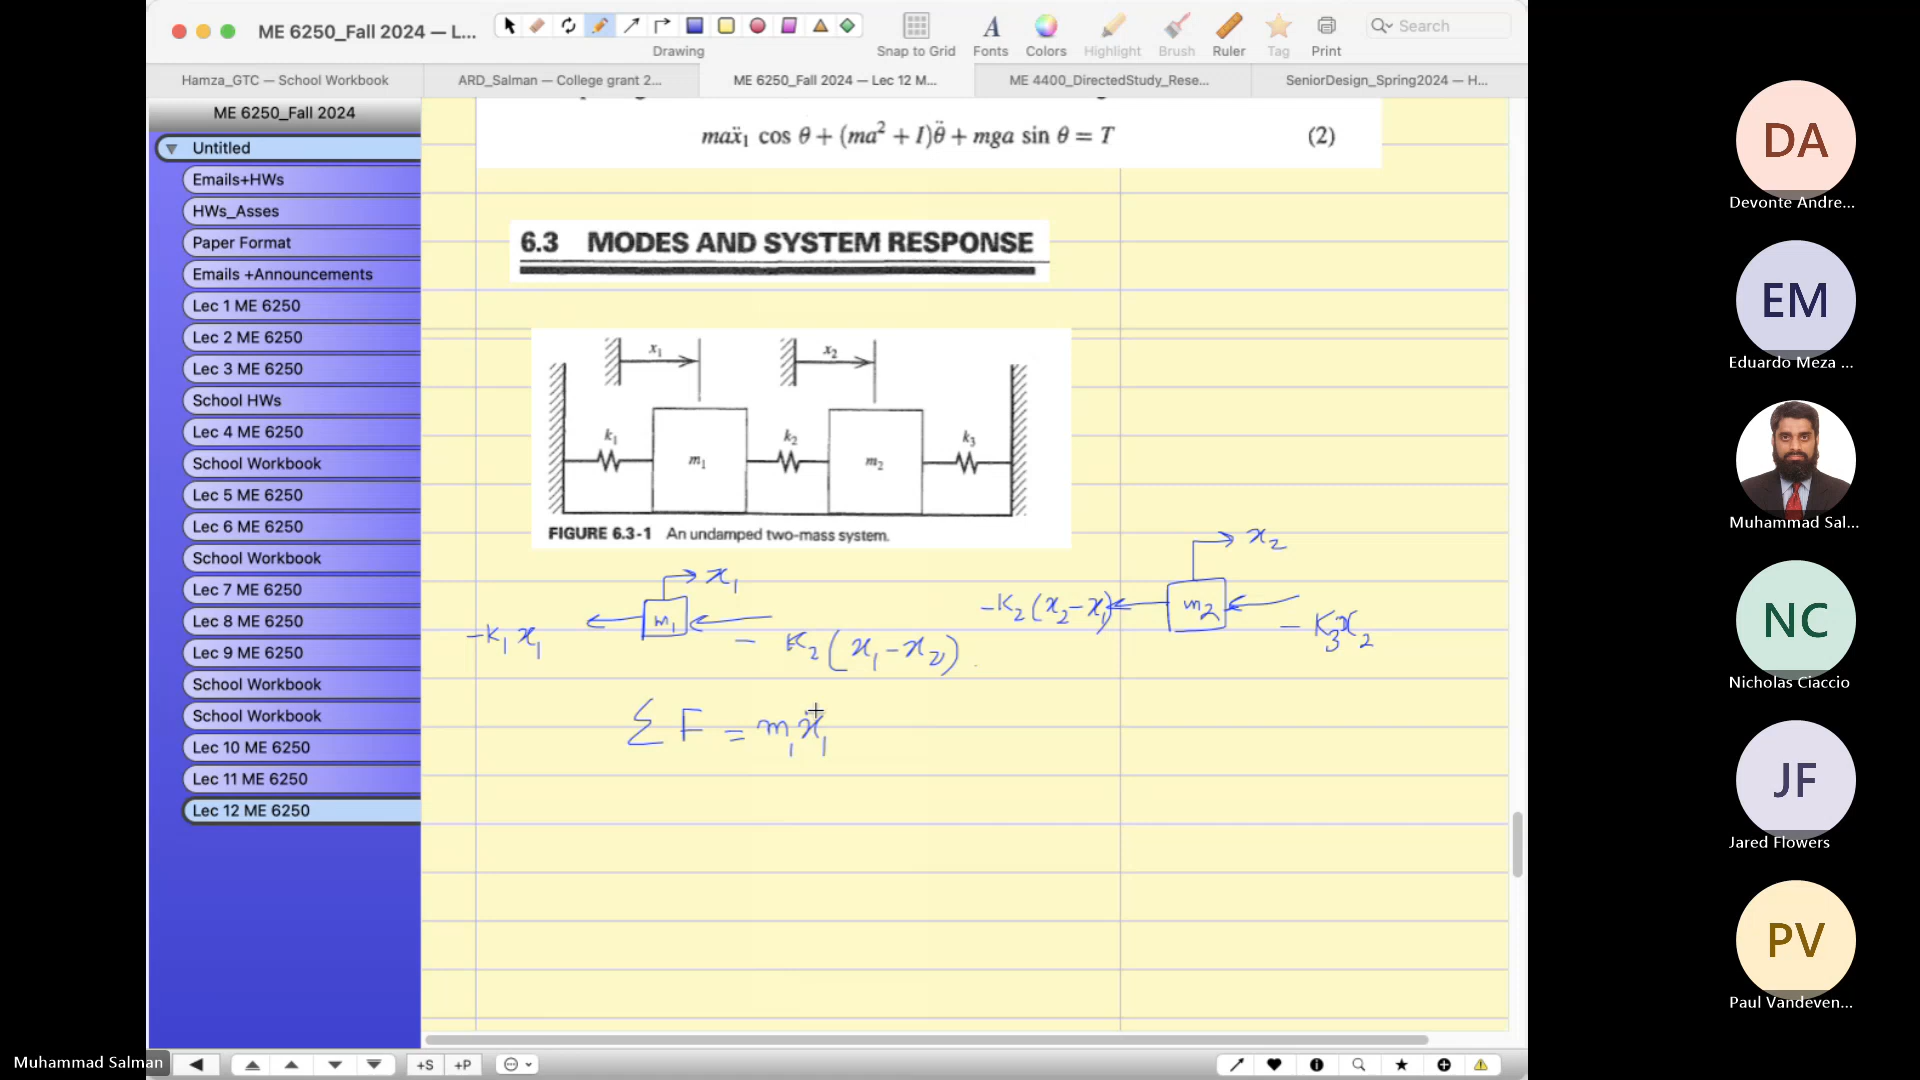 ME 6250_Fall 2024 — L...
Drawing
Snap to Grid
Fonts
Colors
Highlight
Brush
Ruler
Tag
Print
Search
Hamza_GTC — School Workbook
ARD_Salman — College grant 2...
ME 6250_Fall 2024 — Lec 12 M...
ME 4400_DirectedStudy_Rese...
SeniorDesign_Spring2024 — H...
ME 6250_Fall 2024
Untitled
Emails+HWs
HWs_Asses
Paper Format
Emails +Announcements
Lec 1 ME 6250
Lec 2 ME 6250
Lec 3 ME 6250
School HWs
Lec 4 ME 6250
School Workbook
Lec 5 ME 6250
Lec 6 ME 6250
School Workbook
Lec 7 ME 6250
Lec 8 ME 6250
Lec 9 ME 6250
School Workbook
School Workbook
Lec 10 ME 6250
Lec 11 ME 6250
Lec 12 ME 6250
maẍ₁ cos θ + (ma² + I)θ̈ + mga sin θ = T (2)
6.3 MODES AND SYSTEM RESPONSE
x₁ x₂
k₁ k₂ k₃
m₁ m₂
FIGURE 6.3-1 An undamped two-mass system.
x₂
x₁
-K₂(x₂-x₁) m₂
m₁
-K₁x₁ - K₂(x₁-x₂) - K₃x₂
Σ F = m₁ẍ₁
+S +P
DA
Devonte Andre...
EM
Eduardo Meza ...
Muhammad Sal...
NC
Nicholas Ciaccio
JF
Jared Flowers
PV
Paul Vandeven...
Muhammad Salman